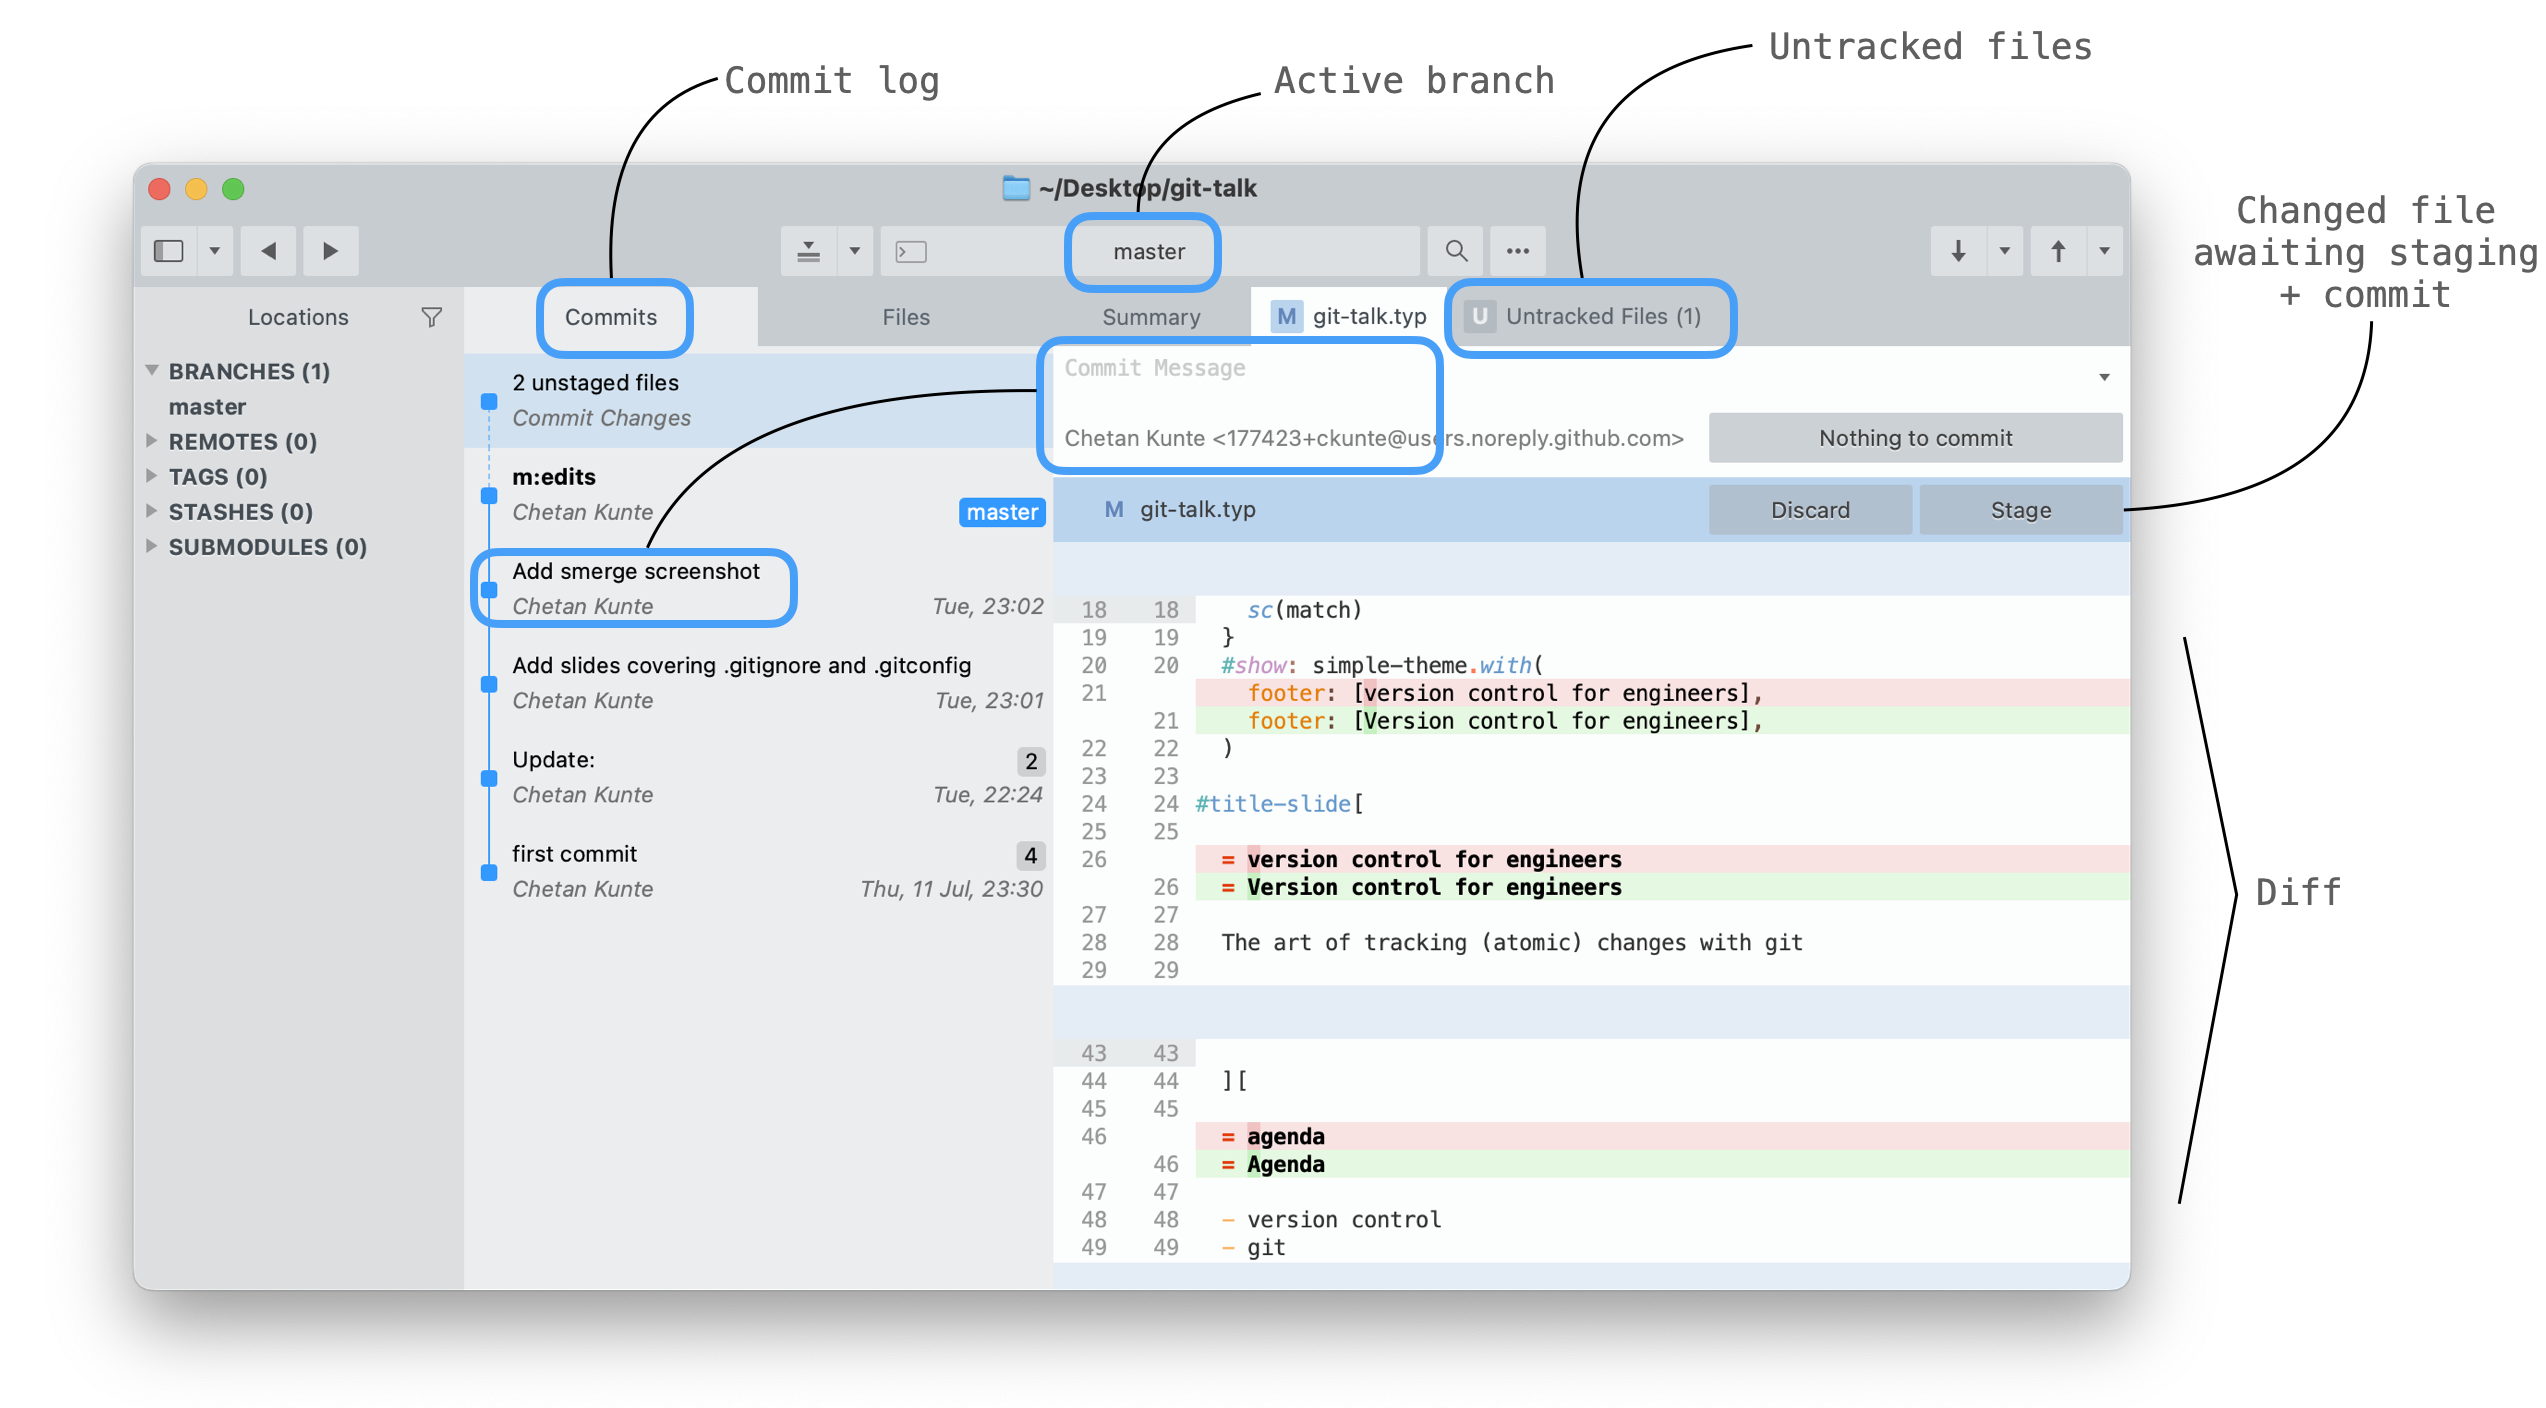 Commit log
Active branch
Untracked files
Changed file
awaiting staging
+ commit
~/Desktop/git-talk
master
Locations
BRANCHES (1)
master
REMOTES (0)
TAGS (0)
STASHES (0)
SUBMODULES (0)
Commits
Files
2 unstaged files
Commit Changes
m:edits
Chetan Kunte master
Add smerge screenshot
Chetan Kunte Tue, 23:02
Add slides covering .gitignore and .gitconfig
Chetan Kunte Tue, 23:01
Update: 2
Chetan Kunte Tue, 22:24
first commit 4
Chetan Kunte Thu, 11 Jul, 23:30
Summary
M git-talk.typ
U Untracked Files (1)
Commit Message
Chetan Kunte <177423+ckunte@users.noreply.github.com>
Nothing to commit
M git-talk.typ
Discard
Stage
18 18 sc(match)
19 19 }
20 20 #show: simple-theme.with(
21 footer: [version control for engineers],
21 footer: [Version control for engineers],
22 22 )
23 23
24 24 #title-slide[
25 25
26 = version control for engineers
26 = Version control for engineers
27 27
28 28 The art of tracking (atomic) changes with git
29 29
43 43
44 44 ][
45 45
46 = agenda
46 = Agenda
47 47
48 48 - version control
49 49 - git
Diff